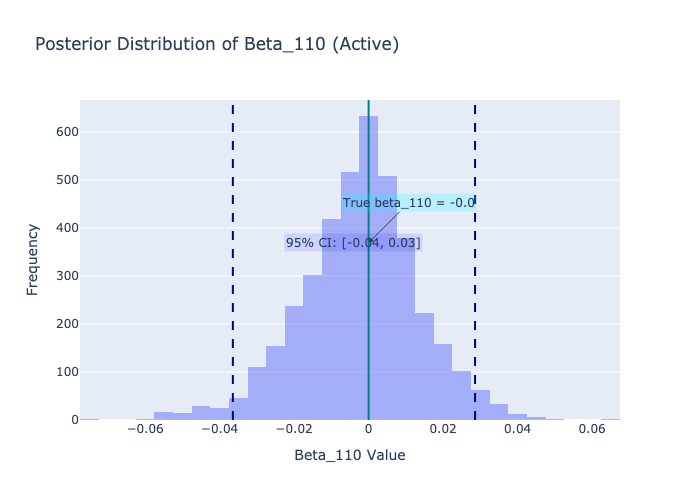 Posterior Distribution of Beta_110 (Active)
600
500
True beta_110 = -0.0
400
95% CI: [-0.04, 0.03]
300
200
100
0
Frequency
−0.06 −0.04 −0.02 0 0.02 0.04 0.06
Beta_110 Value